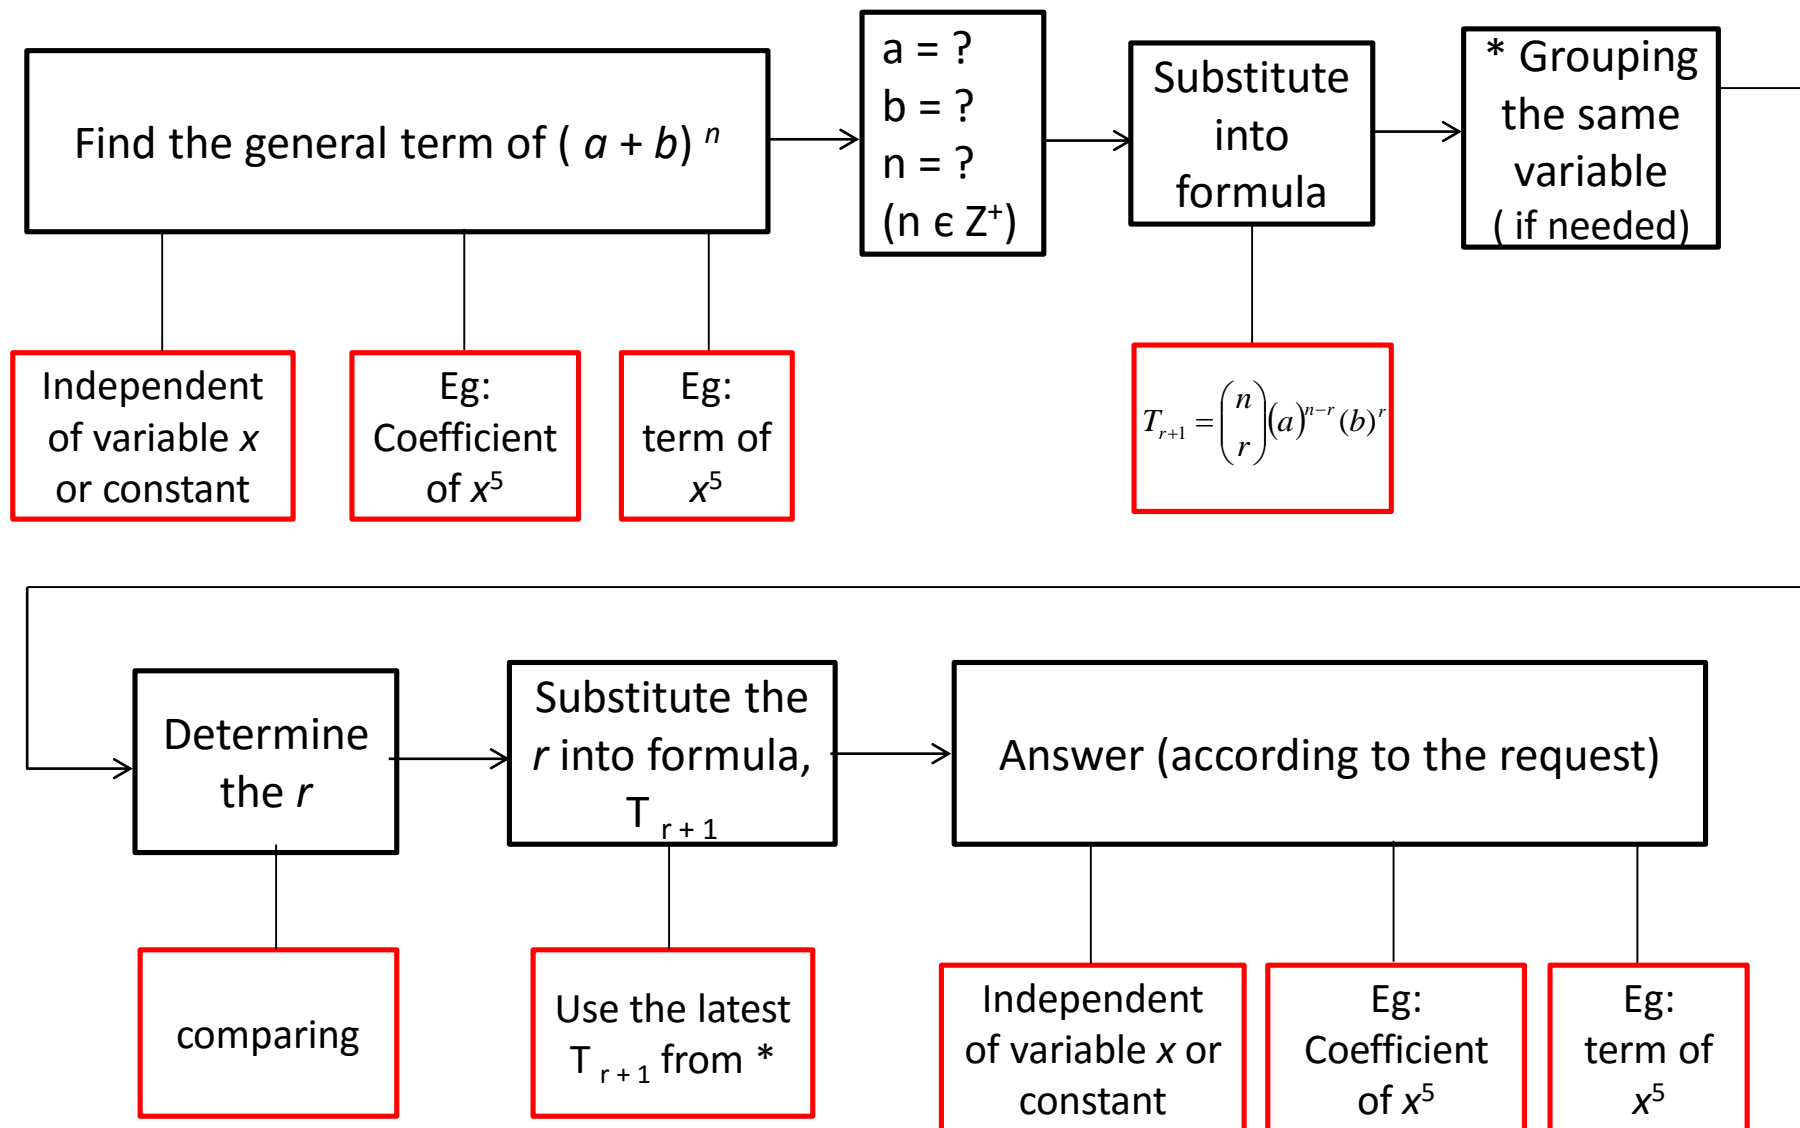 Find the general term of ( a + b) ⁿ
a = ?
b = ?
n = ?
(n ϵ Z⁺)
Substitute
into
formula
* Grouping
the same
variable
( if needed)
Independent
of variable x
or constant
Eg:
Coefficient
of x⁵
Eg:
term of
x⁵
$T_{r+1} = \binom{n}{r}(a)^{n-r}(b)^r$
Determine
the r
Substitute the
r into formula,
T ᵣ ₊ ₁
Answer (according to the request)
comparing
Use the latest
T ᵣ ₊ ₁ from *
Independent
of variable x or
constant
Eg:
Coefficient
of x⁵
Eg:
term of
x⁵